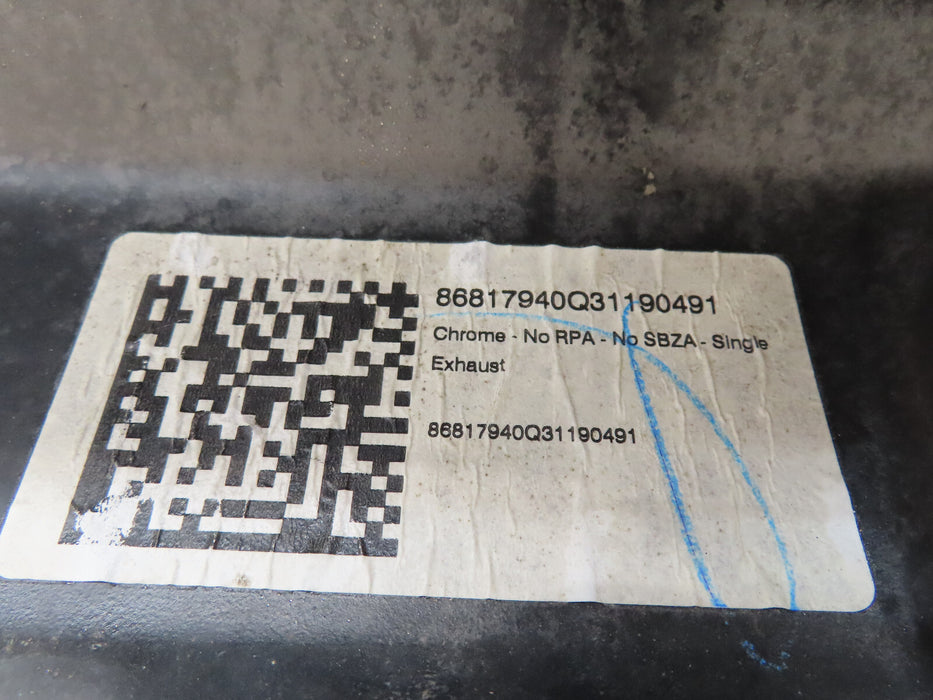 86817940Q31190491
Chrome - No RPA - No SBZA - Single
Exhaust
86817940Q31190491